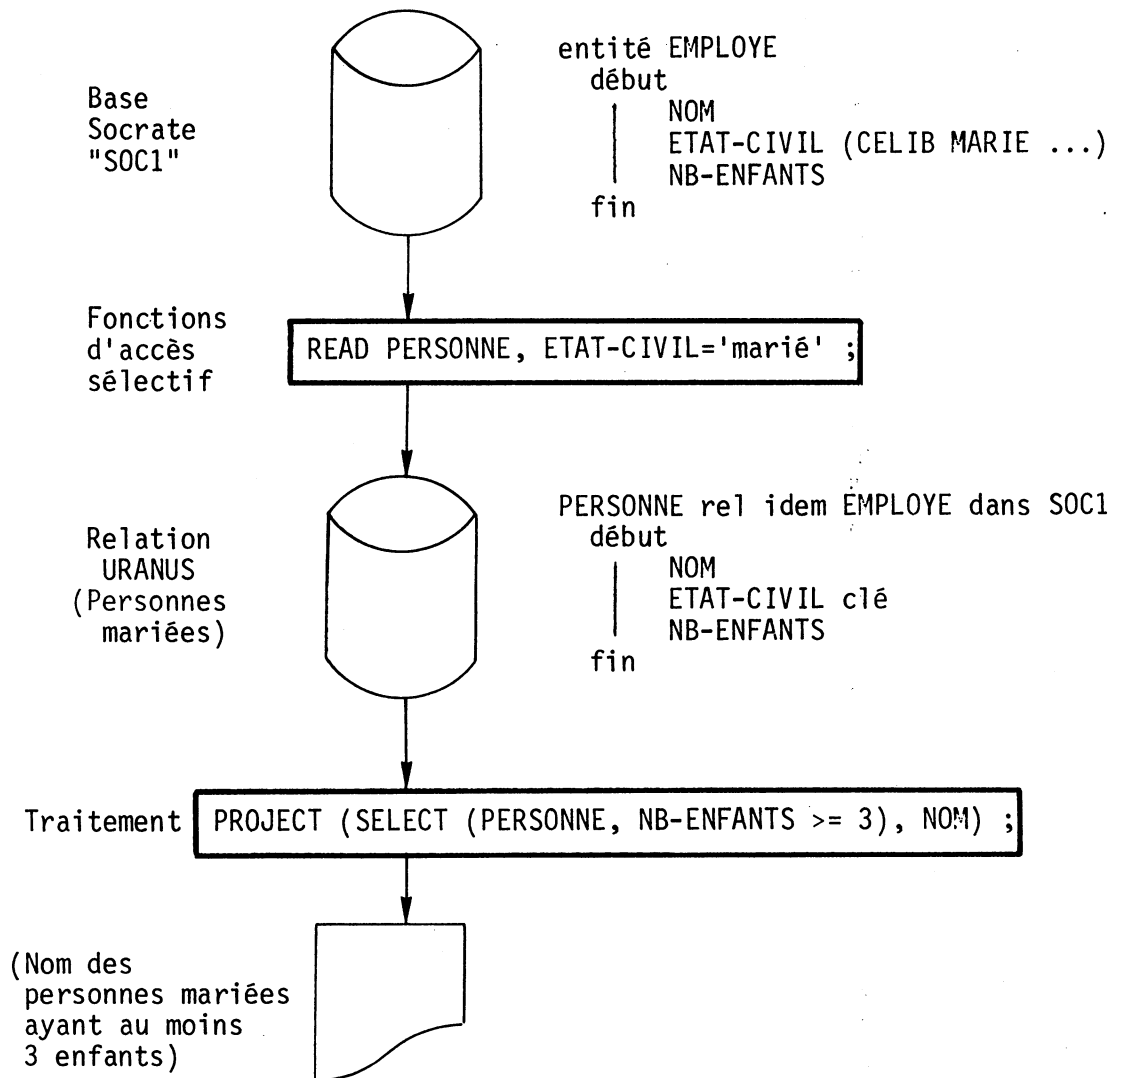 Base
Socrate
"SOC1"
entité EMPLOYE
début
NOM
ETAT-CIVIL (CELIB MARIE ...)
NB-ENFANTS
fin
Fonctions
d'accès
sélectif
READ PERSONNE, ETAT-CIVIL='marié' ;
Relation
URANUS
(Personnes
mariées)
PERSONNE rel idem EMPLOYE dans SOC1
début
NOM
ETAT-CIVIL clé
NB-ENFANTS
fin
Traitement
PROJECT (SELECT (PERSONNE, NB-ENFANTS >= 3), NOM) ;
(Nom des
personnes mariées
ayant au moins
3 enfants)